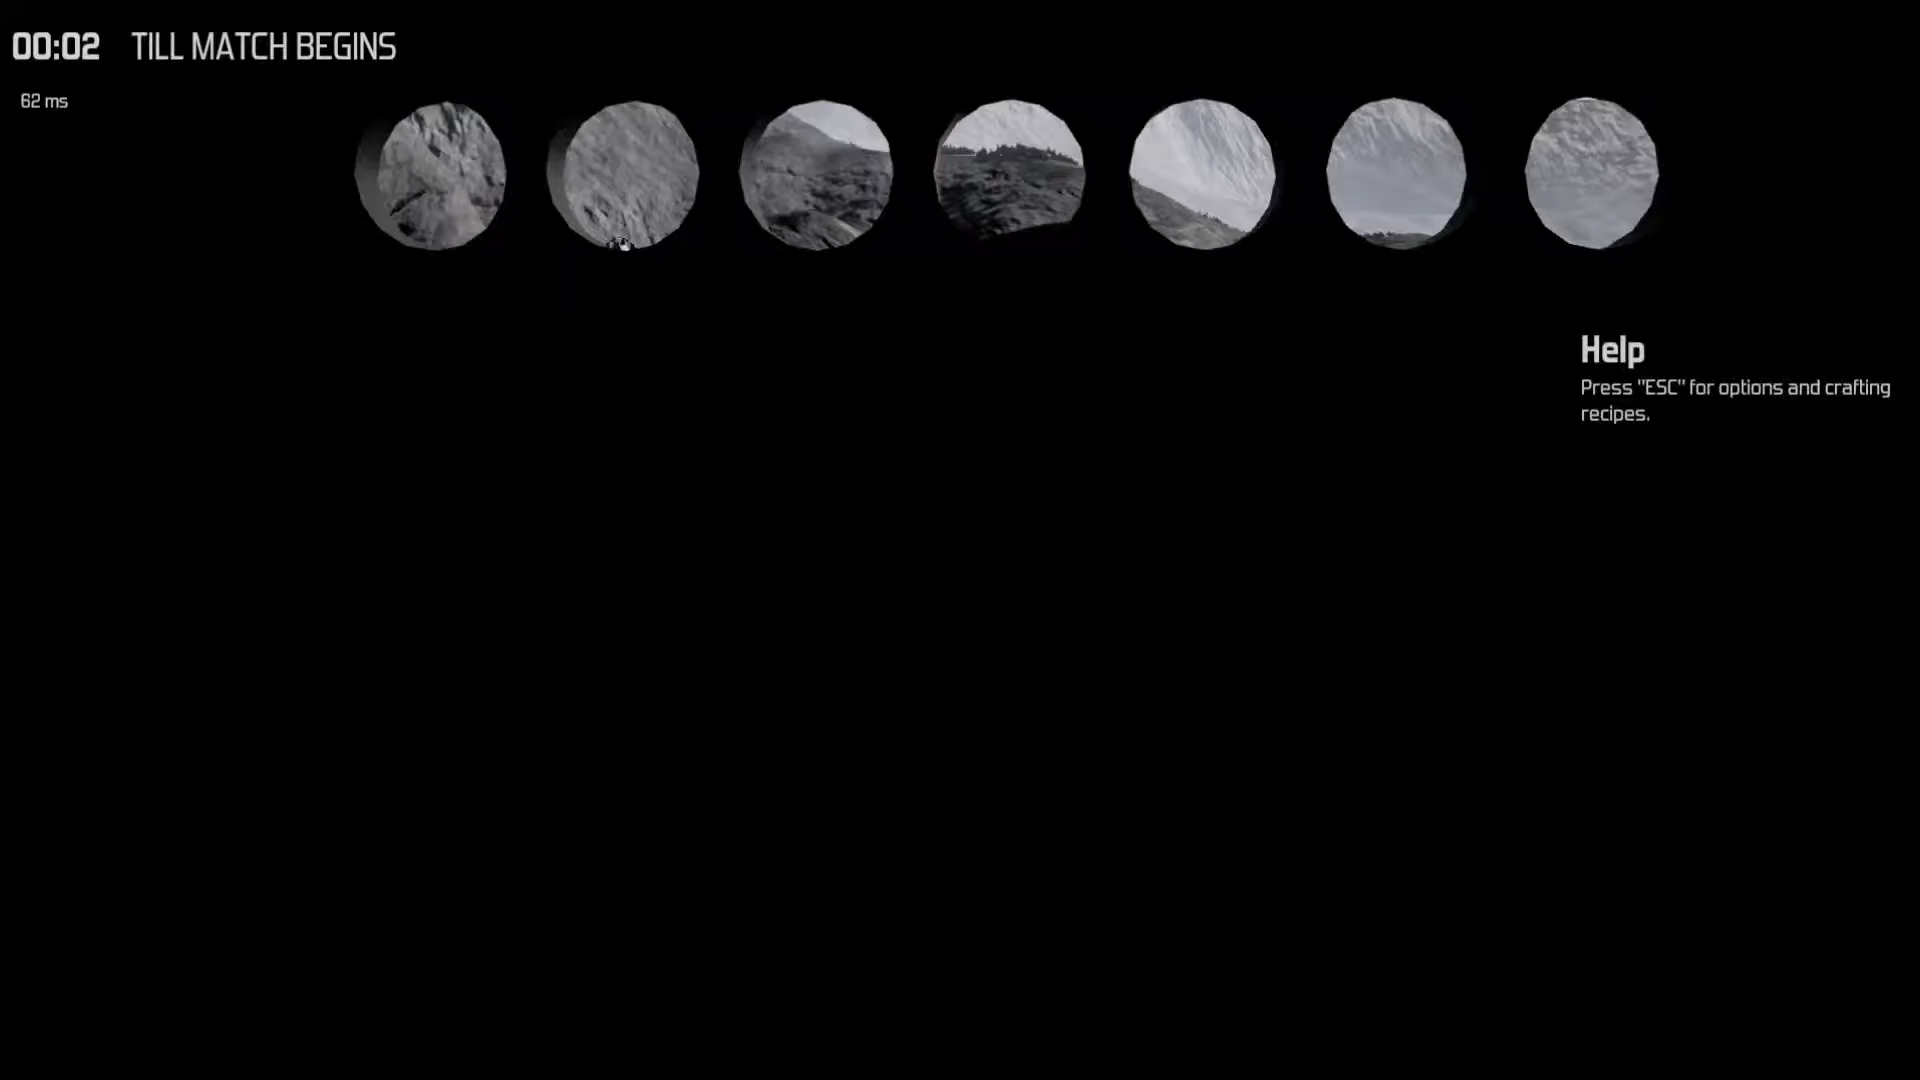 00:02 TILL MATCH BEGINS
62 ms
Help
Press "ESC" for options and crafting
recipes.